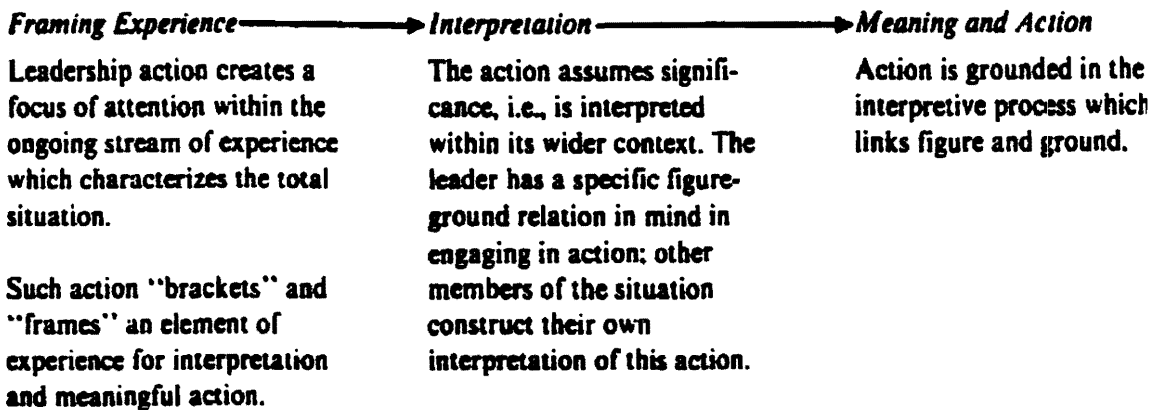 Framing Experience Interpretation Meaning and Action
Leadership action creates a
focus of attention within the
ongoing stream of experience
which characterizes the total
situation.
Such action "brackets" and
"frames" an element of
experience for interpretation
and meaningful action.
The action assumes signifi-
cance, i.e., is interpreted
within its wider context. The
leader has a specific figure-
ground relation in mind in
engaging in action; other
members of the situation
construct their own
interpretation of this action.
Action is grounded in the
interpretive process which
links figure and ground.